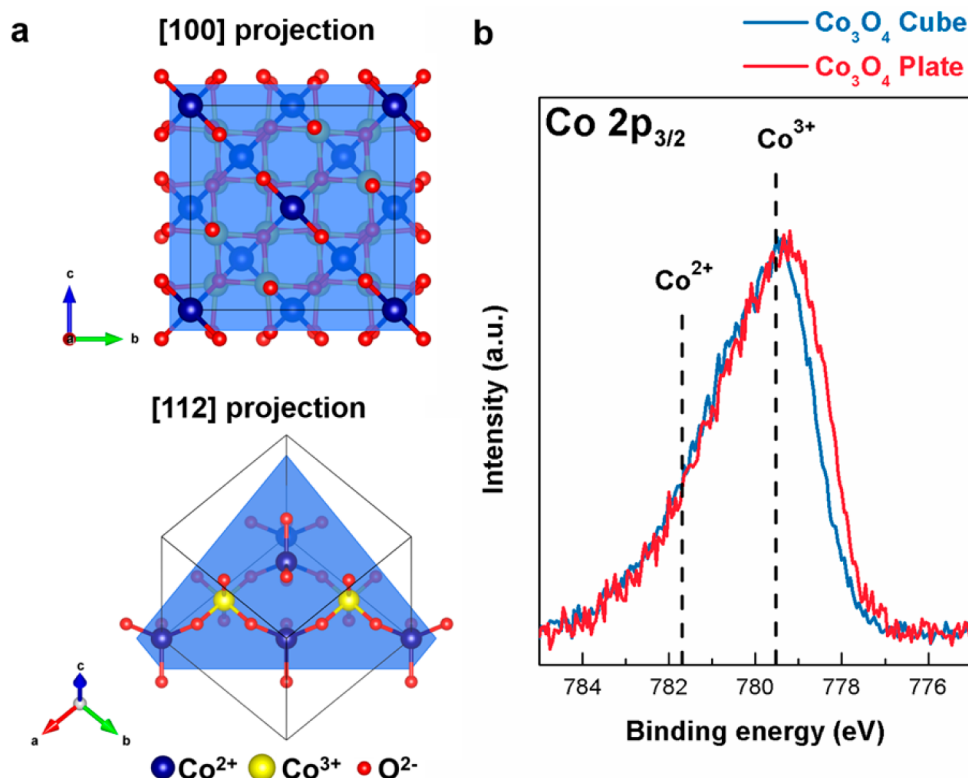 a
[100] projection
c
a
b
[112] projection
c
a
b
Co2+ Co3+ O2-
b
Co3O4 Cube
Co3O4 Plate
Co 2p3/2
Co3+
Co2+
Intensity (a.u.)
784 782 780 778 776
Binding energy (eV)